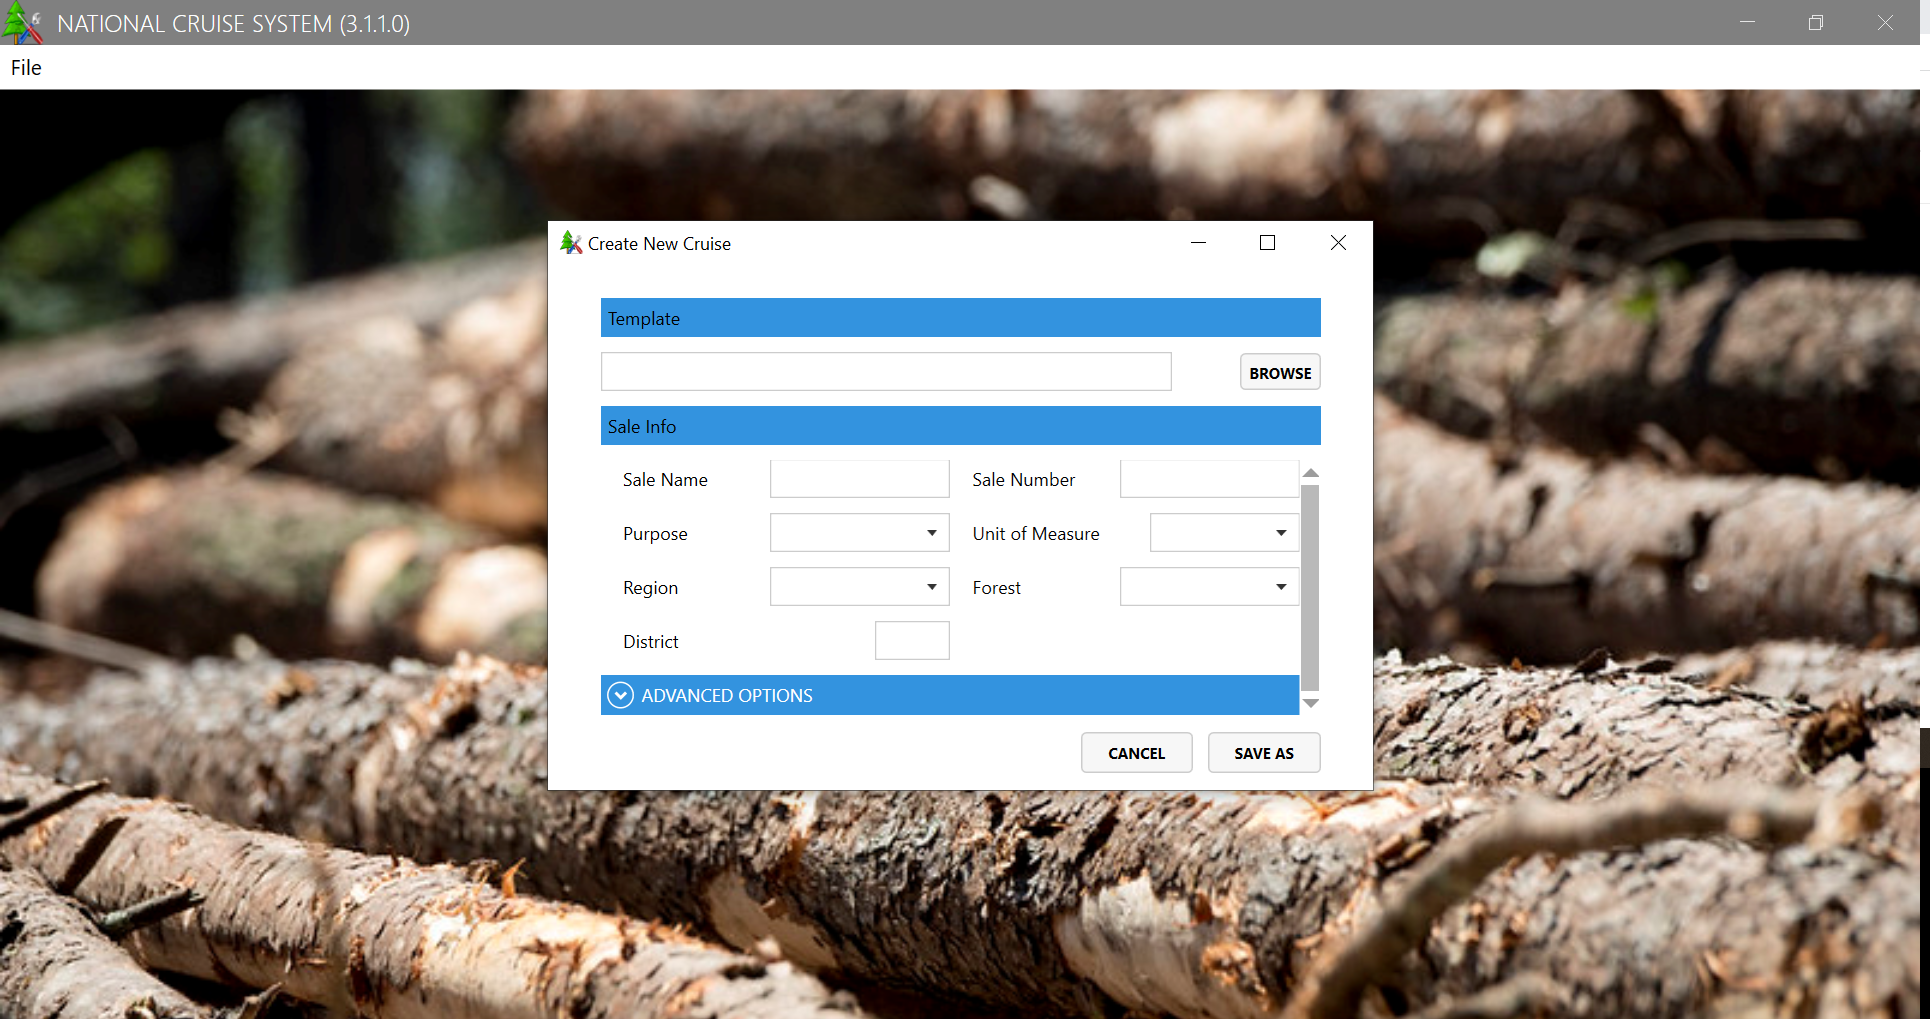 NATIONAL CRUISE SYSTEM (3.1.1.0)
File
Create New Cruise
Template
BROWSE
Sale Info
Sale Name
Sale Number
Purpose
Unit of Measure
Region
Forest
District
ADVANCED OPTIONS
CANCEL
SAVE AS